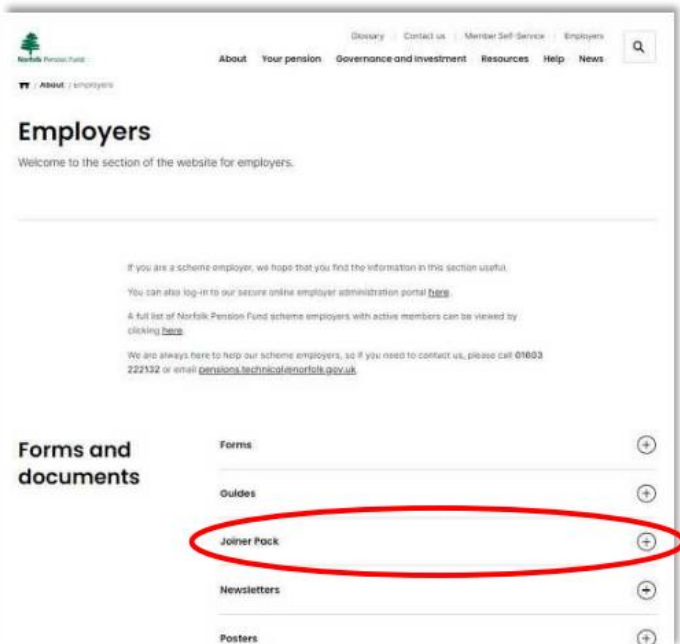 Glossary
Contact us
Member Self-Service
Employers
Norfolk Pension Fund
About Your pension Governance and Investment Resources Help News
/ About / Employers
Employers
Welcome to the section of the website for employers.
If you are a scheme employer, we hope that you find the information in this section useful.
You can also log-in to our secure online employer administration portal here.
A full list of Norfolk Pension Fund scheme employers with active members can be viewed by
clicking here.
We are always here to help our scheme employers, so if you need to contact us, please call 01603
222132 or email pensions.technical@norfolk.gov.uk.
Forms and
documents
Forms
Guides
Joiner Pack
Newsletters
Posters